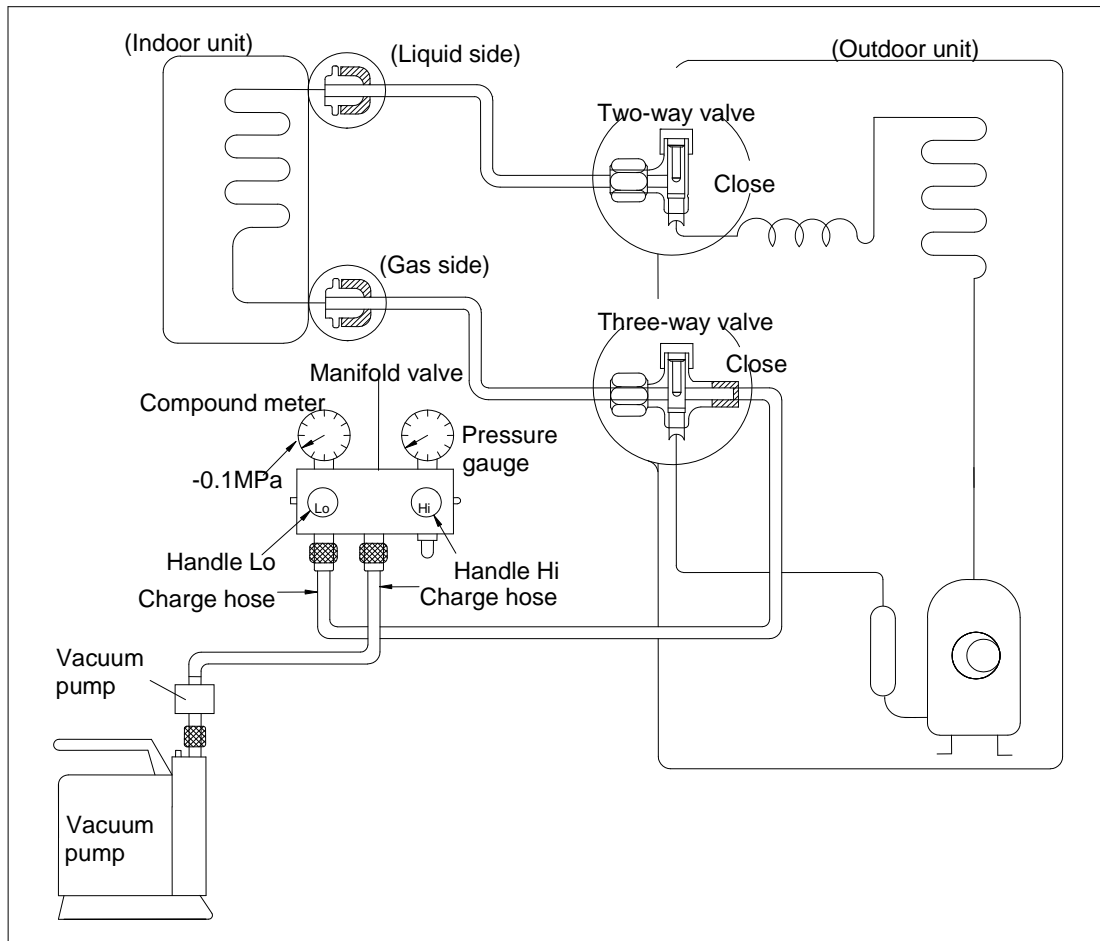 (Indoor unit)
(Liquid side)
(Outdoor unit)
Two-way valve
Close
(Gas side)
Three-way valve
Close
Manifold valve
Compound meter
Pressure
gauge
-0.1MPa
Lo
Hi
Handle Lo
Handle Hi
Charge hose
Charge hose
Vacuum
pump
Vacuum
pump